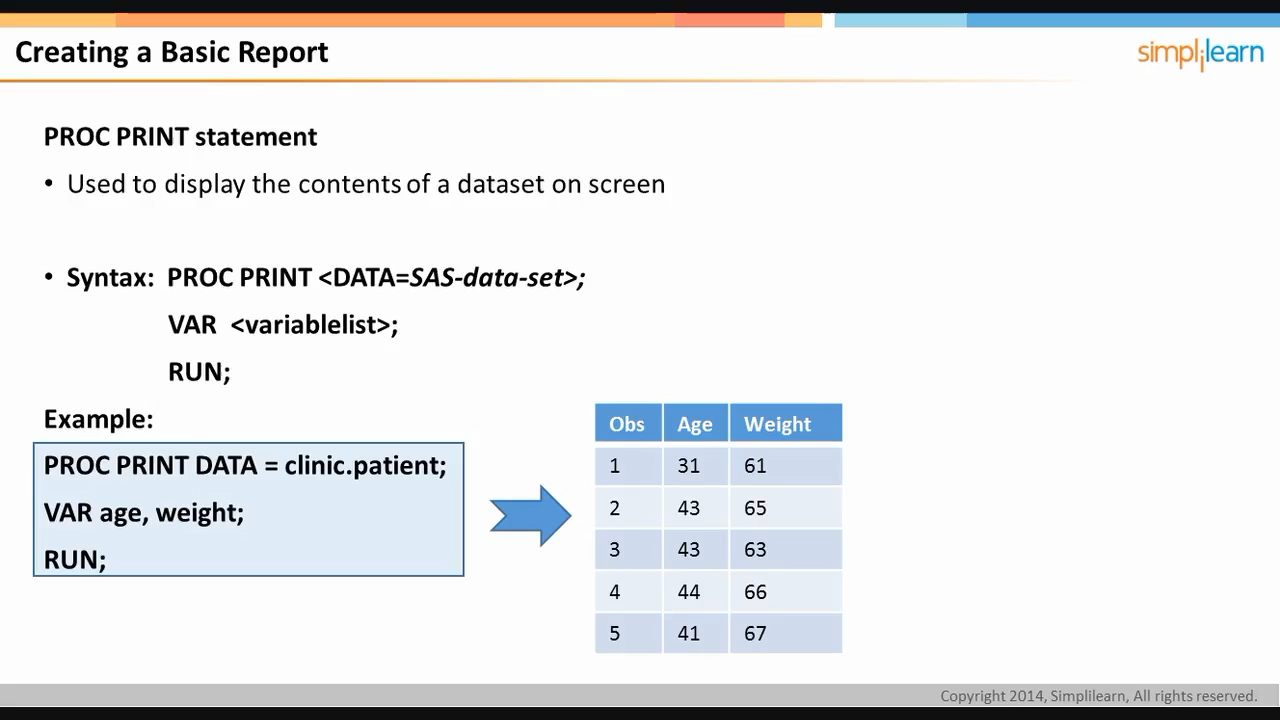 Creating a Basic Report
simplilearn
PROC PRINT statement
• Used to display the contents of a dataset on screen
• Syntax: PROC PRINT <DATA=SAS-data-set>;
VAR <variablelist>;
RUN;
Example:
PROC PRINT DATA = clinic.patient;
VAR age, weight;
RUN;
Obs Age Weight
1 31 61
2 43 65
3 43 63
4 44 66
5 41 67
Copyright 2014, Simplilearn, All rights reserved.